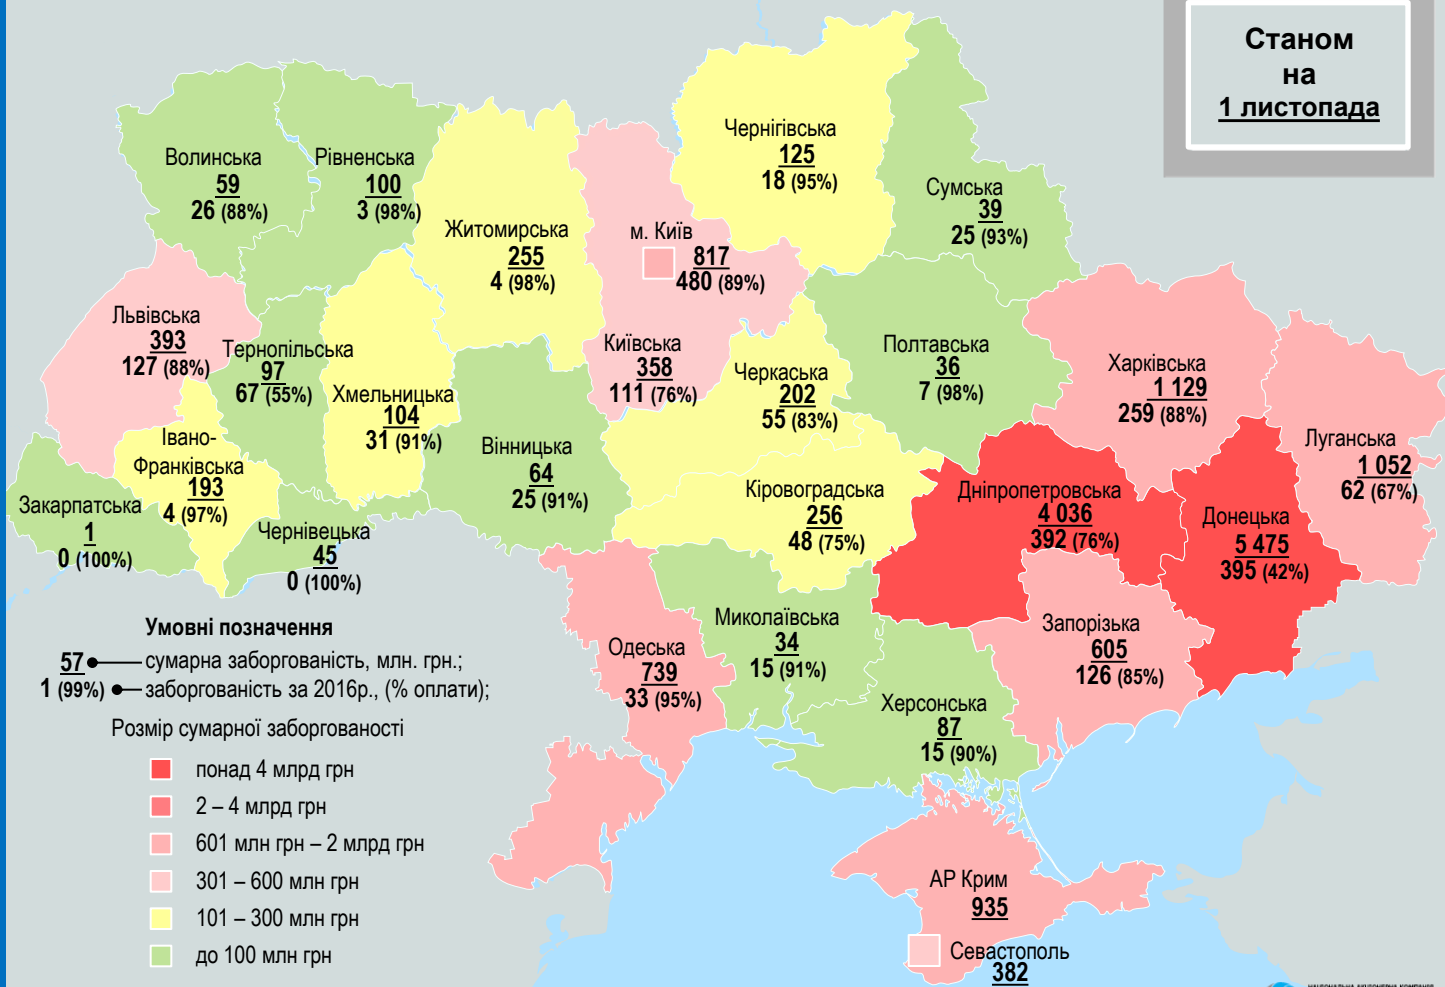 Станом
на
1 листопада
Волинська
59
26 (88%)
Рівненська
100
3 (98%)
Житомирська
255
4 (98%)
м. Київ
817
480 (89%)
Чернігівська
125
18 (95%)
Сумська
39
25 (93%)
Львівська
393
127 (88%)
Тернопільська
97
67 (55%)
Хмельницька
104
31 (91%)
Київська
358
111 (76%)
Черкаська
202
55 (83%)
Полтавська
36
7 (98%)
Харківська
1 129
259 (88%)
Луганська
1 052
62 (67%)
Івано-
Франківська
193
4 (97%)
Вінницька
64
25 (91%)
Кіровоградська
256
48 (75%)
Дніпропетровська
4 036
392 (76%)
Донецька
5 475
395 (42%)
Закарпатська
1
0 (100%)
Чернівецька
45
0 (100%)
Одеська
739
33 (95%)
Миколаївська
34
15 (91%)
Запорізька
605
126 (85%)
Херсонська
87
15 (90%)
АР Крим
935
Севастополь
382
Умовні позначення
57 сумарна заборгованість, млн. грн.;
1 (99%) заборгованість за 2016р., (% оплати);
Розмір сумарної заборгованості
понад 4 млрд грн
2 – 4 млрд грн
601 млн грн – 2 млрд грн
301 – 600 млн грн
101 – 300 млн грн
до 100 млн грн